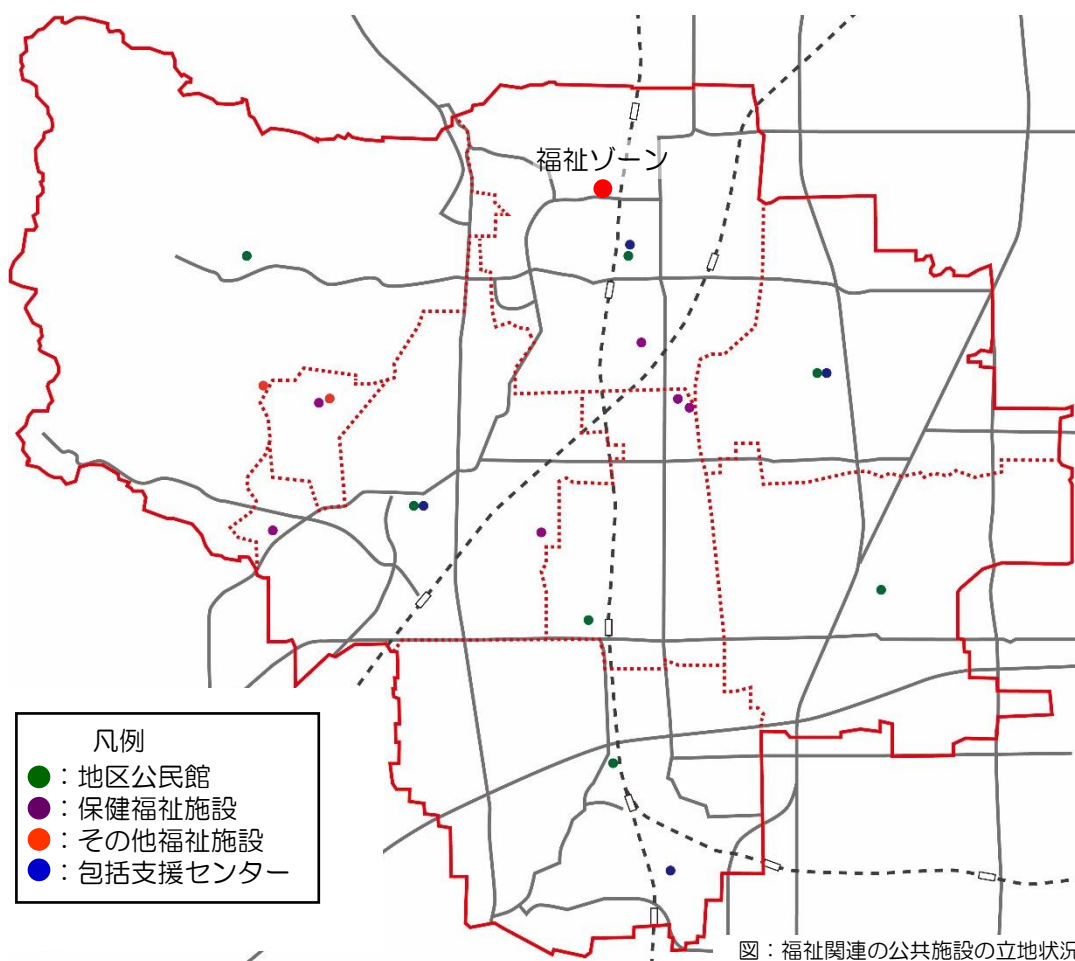 福祉ゾーン
凡例
：地区公民館
：保健福祉施設
：その他福祉施設
：包括支援センター
図：福祉関連の公共施設の立地状況